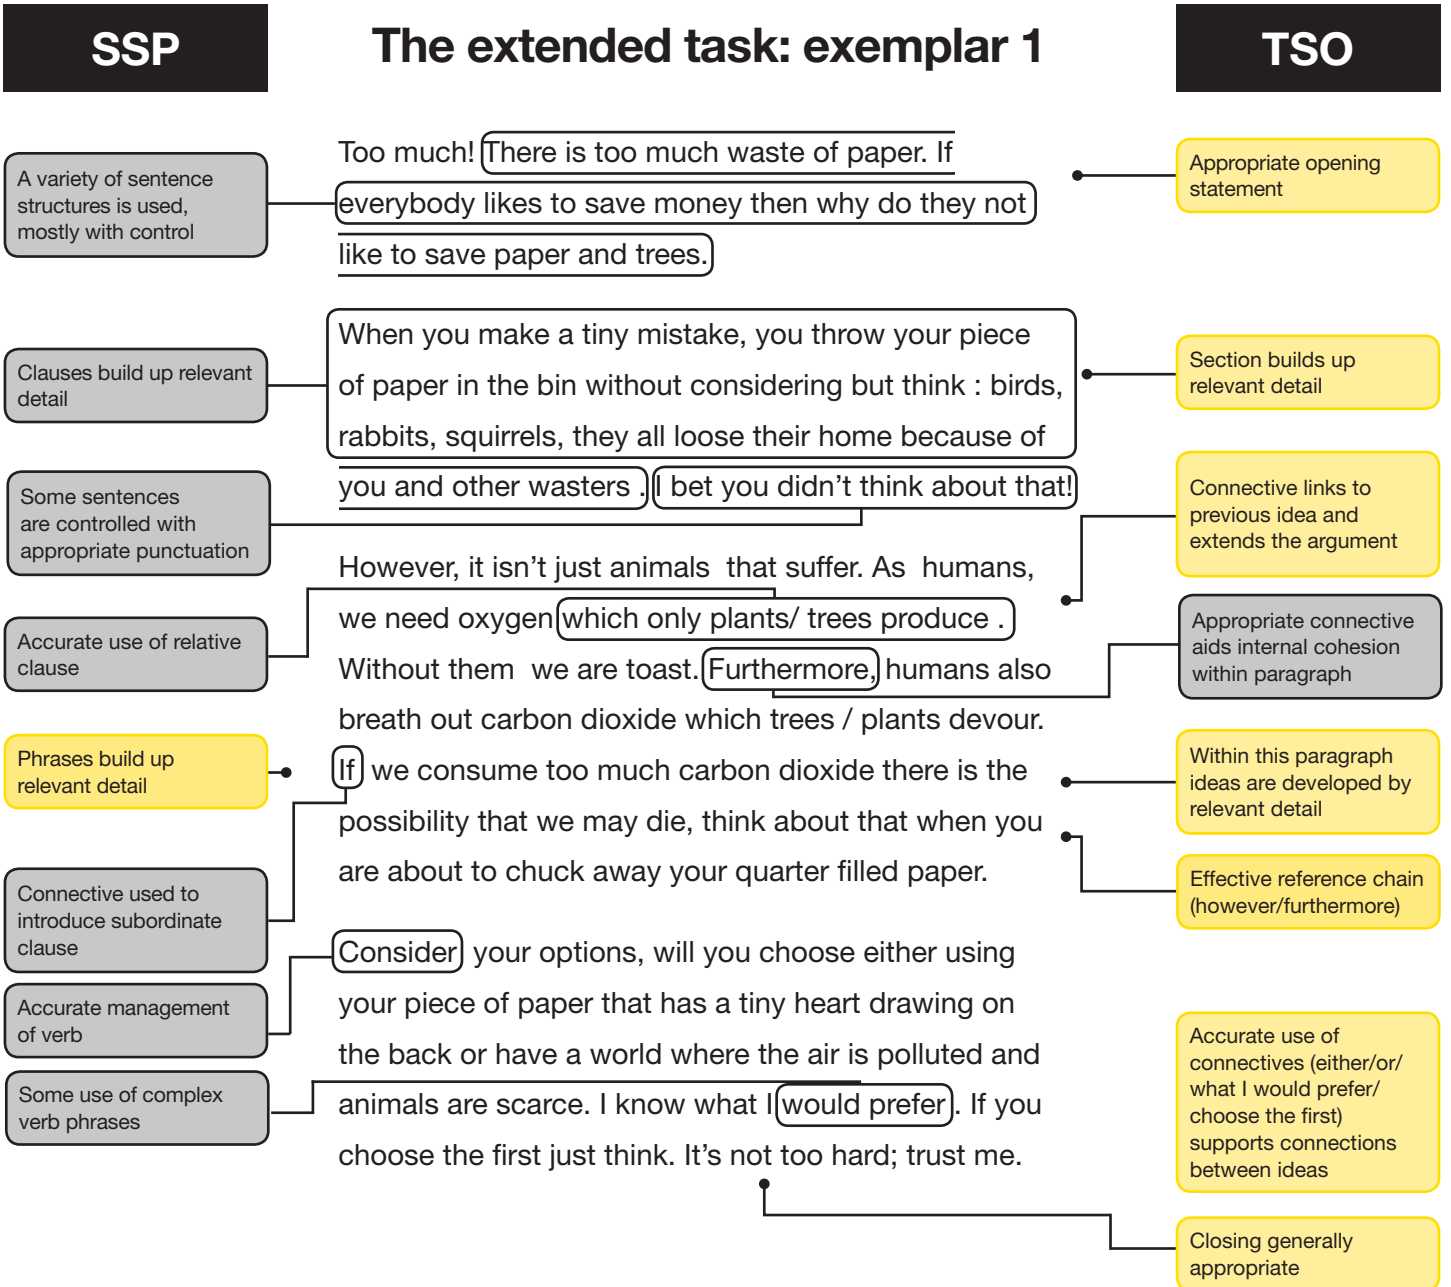 SSP
The extended task: exemplar 1
TSO
A variety of sentence
structures is used,
mostly with control
Clauses build up relevant
detail
Some sentences
are controlled with
appropriate punctuation
Accurate use of relative
clause
Phrases build up
relevant detail
Connective used to
introduce subordinate
clause
Accurate management
of verb
Some use of complex
verb phrases
Too much! There is too much waste of paper. If
everybody likes to save money then why do they not
like to save paper and trees.
When you make a tiny mistake, you throw your piece
of paper in the bin without considering but think : birds,
rabbits, squirrels, they all loose their home because of
you and other wasters . I bet you didn't think about that!
However, it isn't just animals that suffer. As humans,
we need oxygen which only plants/ trees produce .
Without them we are toast. Furthermore, humans also
breath out carbon dioxide which trees / plants devour.
If we consume too much carbon dioxide there is the
possibility that we may die, think about that when you
are about to chuck away your quarter filled paper.
Consider your options, will you choose either using
your piece of paper that has a tiny heart drawing on
the back or have a world where the air is polluted and
animals are scarce. I know what I would prefer . If you
choose the first just think. It's not too hard; trust me.
Appropriate opening
statement
Section builds up
relevant detail
Connective links to
previous idea and
extends the argument
Appropriate connective
aids internal cohesion
within paragraph
Within this paragraph
ideas are developed by
relevant detail
Effective reference chain
(however/furthermore)
Accurate use of
connectives (either/or/
what I would prefer/
choose the first)
supports connections
between ideas
Closing generally
appropriate